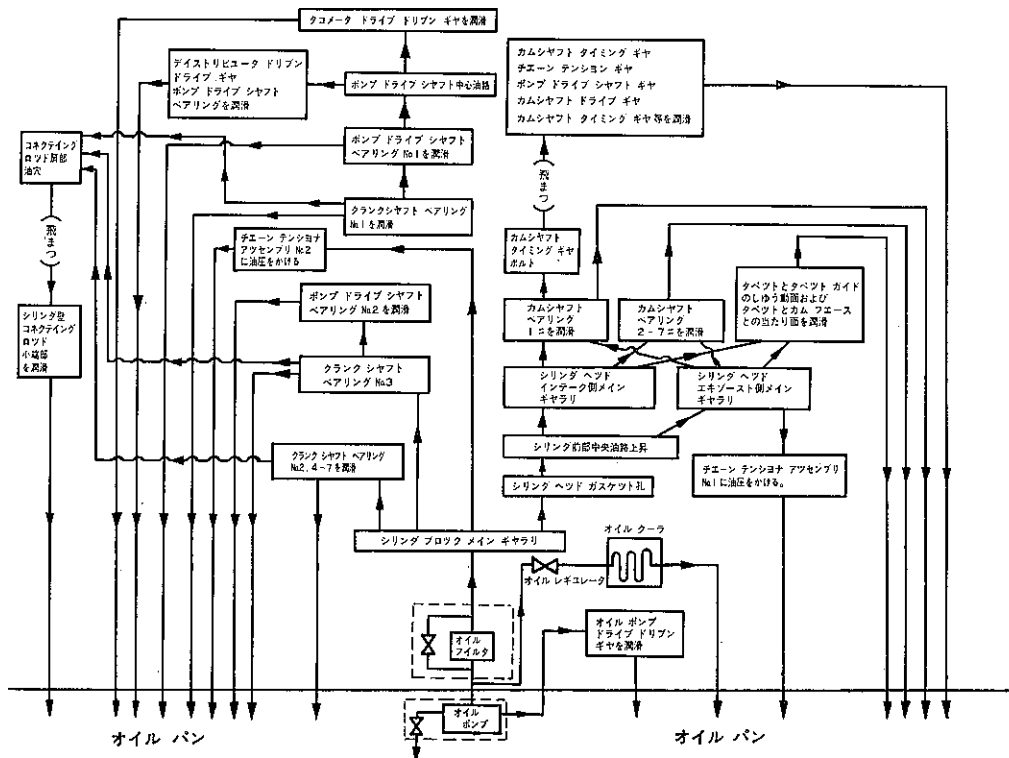 タコメータ ドライブ ドリブン ギヤを潤滑
デイストリビュータ ドリブン
ドライブ ギヤ
ポンプ ドライブ シャフト
ベアリングを潤滑
ポンプ ドライブ シャフト中心油路
ポンプ ドライブ シャフト
ベアリング No1を潤滑
コネクテイング
ロッド胴部
油穴
(飛まつ)
クランクシャフト ベアリング
No.1を潤滑
チエーン テンショナ
アツセンブリ No.2
に油圧をかける
ポンプ ドライブ シャフト
ベアリング No.2を潤滑
シリンダ壁
コネクテイング
ロッド
小端部
を潤滑
クランク シャフト
ベアリング No.3
クランク シャフト ベアリング
No.2, 4-7を潤滑
シリンダ ブロツク メイン ギャラリ
カムシャフト タイミング ギヤ
チエーン テンション ギヤ
ポンプ ドライブ シャフト ギヤ
カムシャフト ドライブ ギヤ
カムシャフト タイミング ギヤ等を潤滑
(飛まつ)
カムシャフト
タイミング ギヤ
ボルト
カムシャフト
ベアリング
1=を潤滑
カムシャフト
ベアリング
2-7=を潤滑
タペツトとタペツト ガイド
のしゆう動面および
タペツトとカム フエース
との当たり面を潤滑
シリンダ ヘツド
インテーク側メイン
ギャラリ
シリンダ ヘツド
エキゾースト側メイン
ギャラリ
シリンダ前部中央油路上昇
シリンダ ヘツド ガスケツト孔
チエーン テンショナ アツセンブリ
No.1に油圧をかける。
オイル クーラ
オイル レギュレータ
オイル
フイルタ
オイル ポンプ
ドライブ ドリブン
ギヤを潤滑
オイル
ポンプ
オイル パン
オイル パン